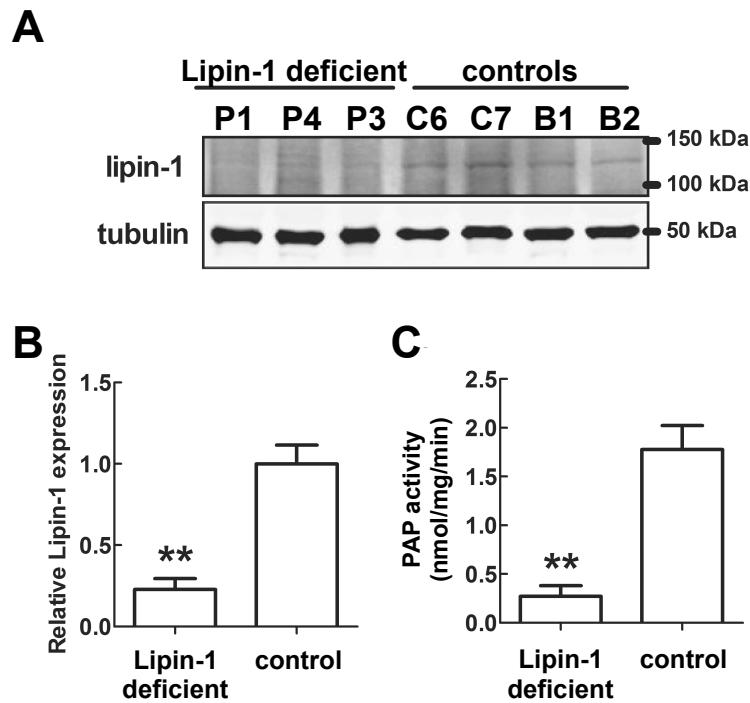 A
Lipin-1 deficient controls
P1 P4 P3 C6 C7 B1 B2
lipin-1
150 kDa
100 kDa
tubulin
50 kDa
B
Relative Lipin-1 expression
1.5
1.0
0.5
0.0
**
Lipin-1
deficient
control
C
PAP activity
(nmol/mg/min)
2.5
2.0
1.5
1.0
0.5
0.0
**
Lipin-1
deficient
control